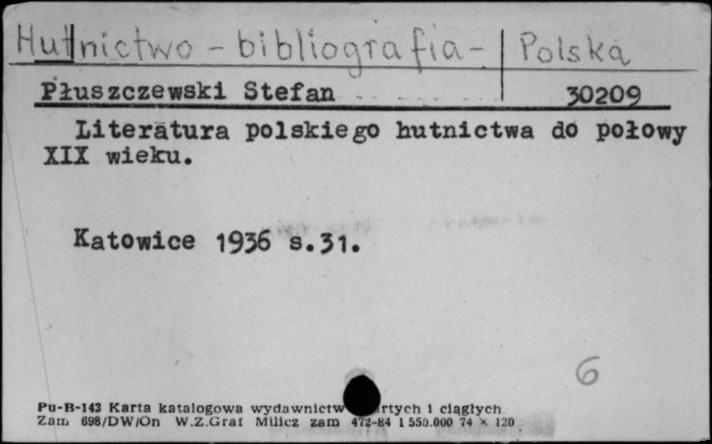 Hutnictwo - bibliografia - Polska
Płuszczewski Stefan 30209
Literatura polskiego hutnictwa do połowy
XIX wieku.
Katowice 1936 s.31.
6
Pu-B-143 Karta katalogowa wydawnictw i ciągłych.
Zam 698/DW/On W.Z.Graf Milicz zam 472-84 1 550.000 74 × 120